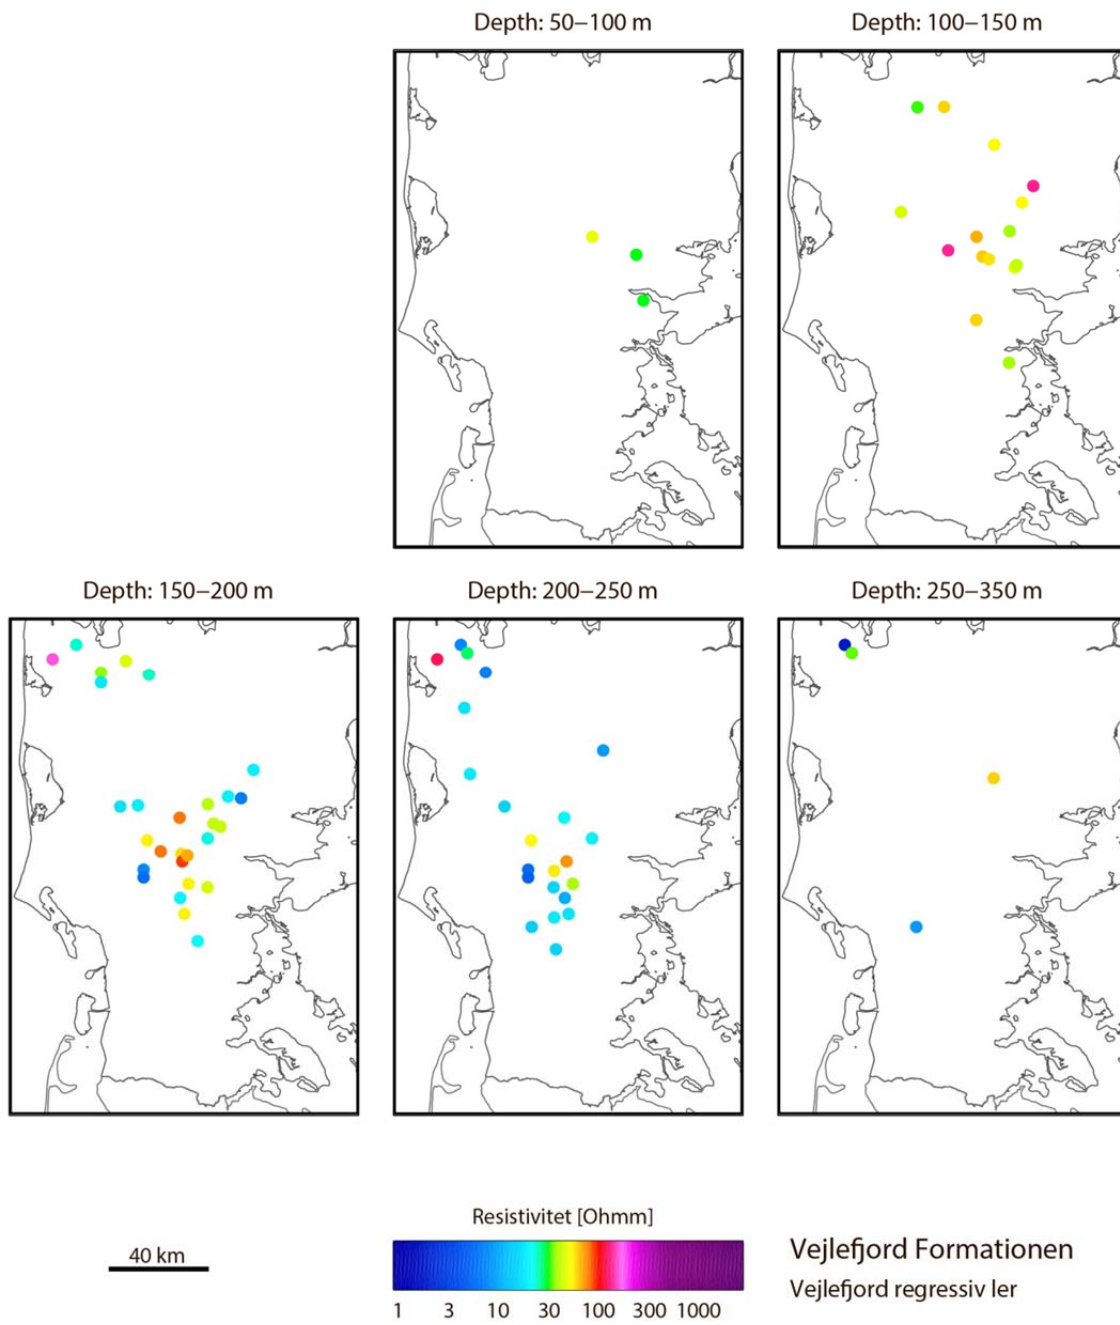 Depth: 50–100 m
Depth: 100–150 m
Depth: 150–200 m
Depth: 200–250 m
Depth: 250–350 m
40 km
Resistivitet [Ohmm]
1 3 10 30 100 300 1000
Vejlefjord Formationen
Vejlefjord regressiv ler